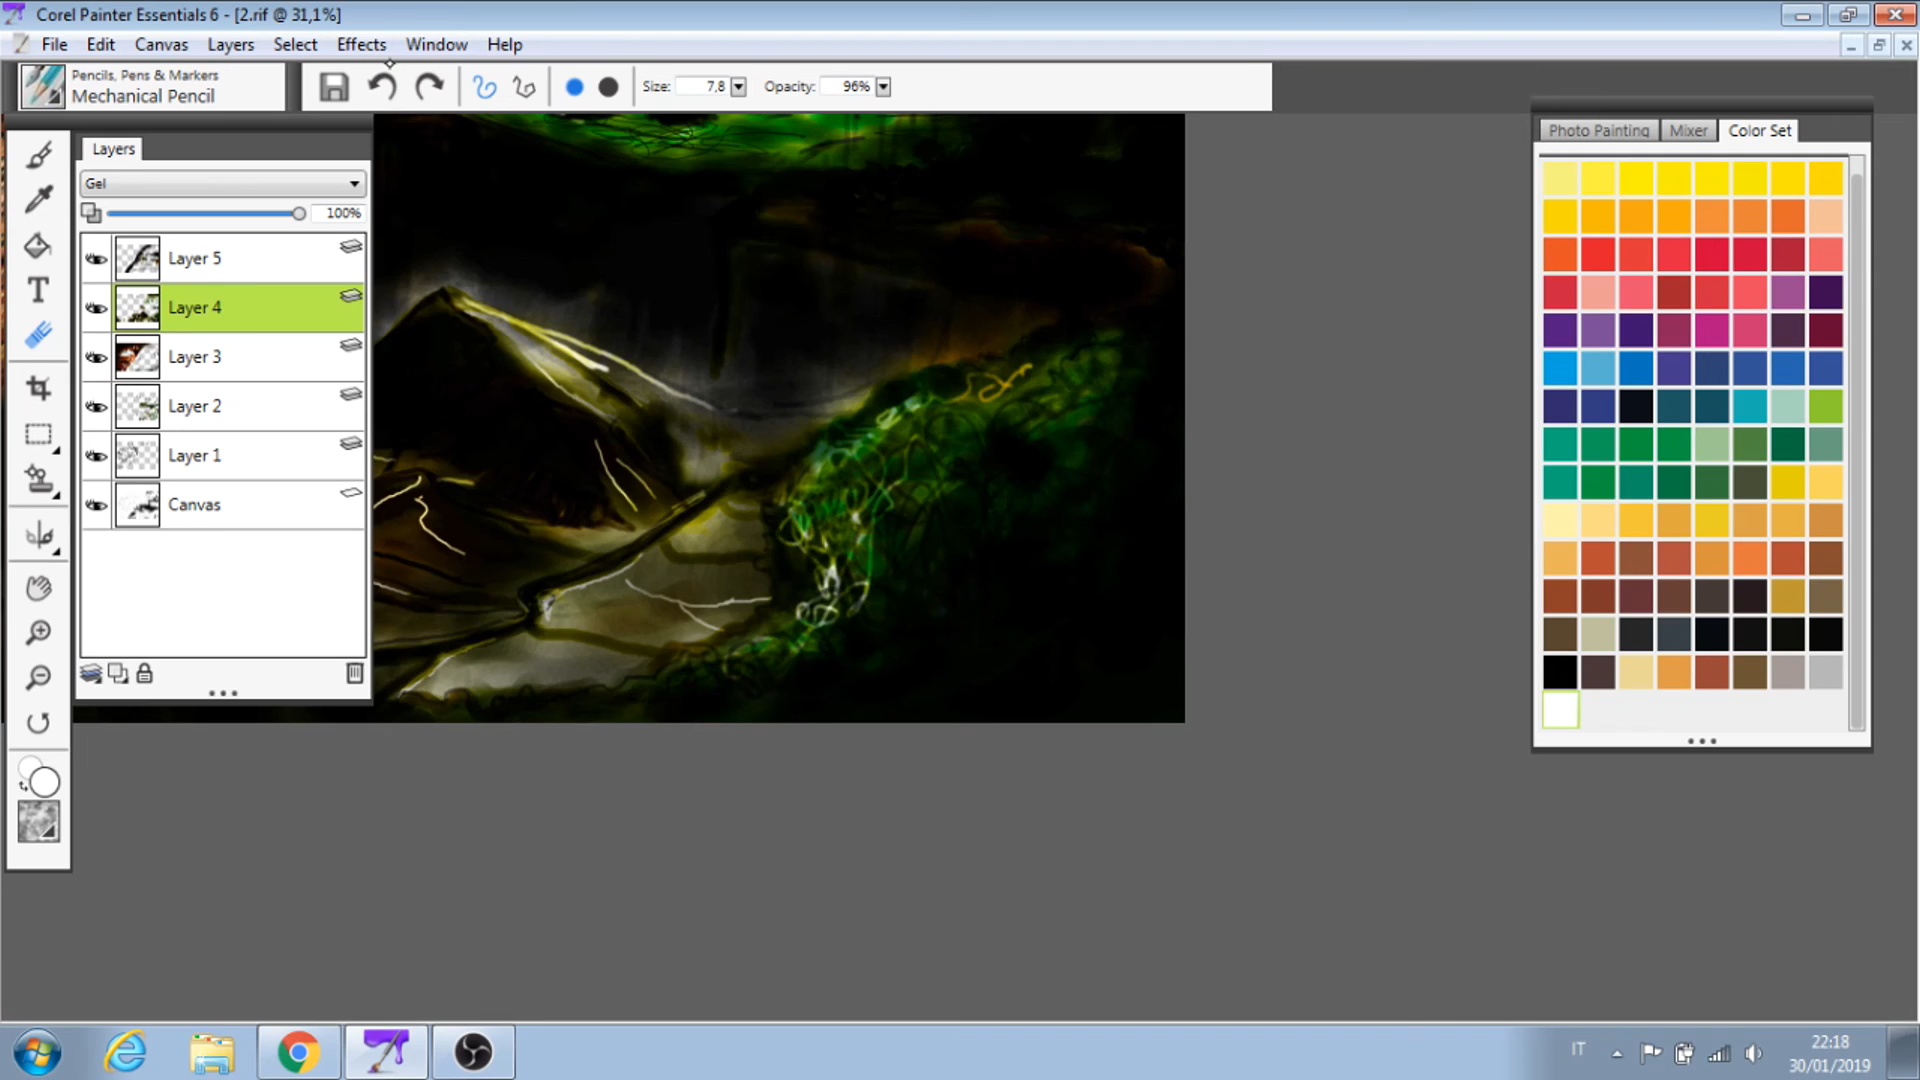 Corel Painter Essentials 6 - [2.rif @ 31,1%]
File Edit Canvas Layers Select Effects Window Help
Pencils, Pens & Markers
Mechanical Pencil
Size: 7,8 Opacity: 96%
Photo Painting Mixer Color Set
Layers
Gel
100%
Layer 5
Layer 4
Layer 3
Layer 2
Layer 1
Canvas
IT
22:18
30/01/2019